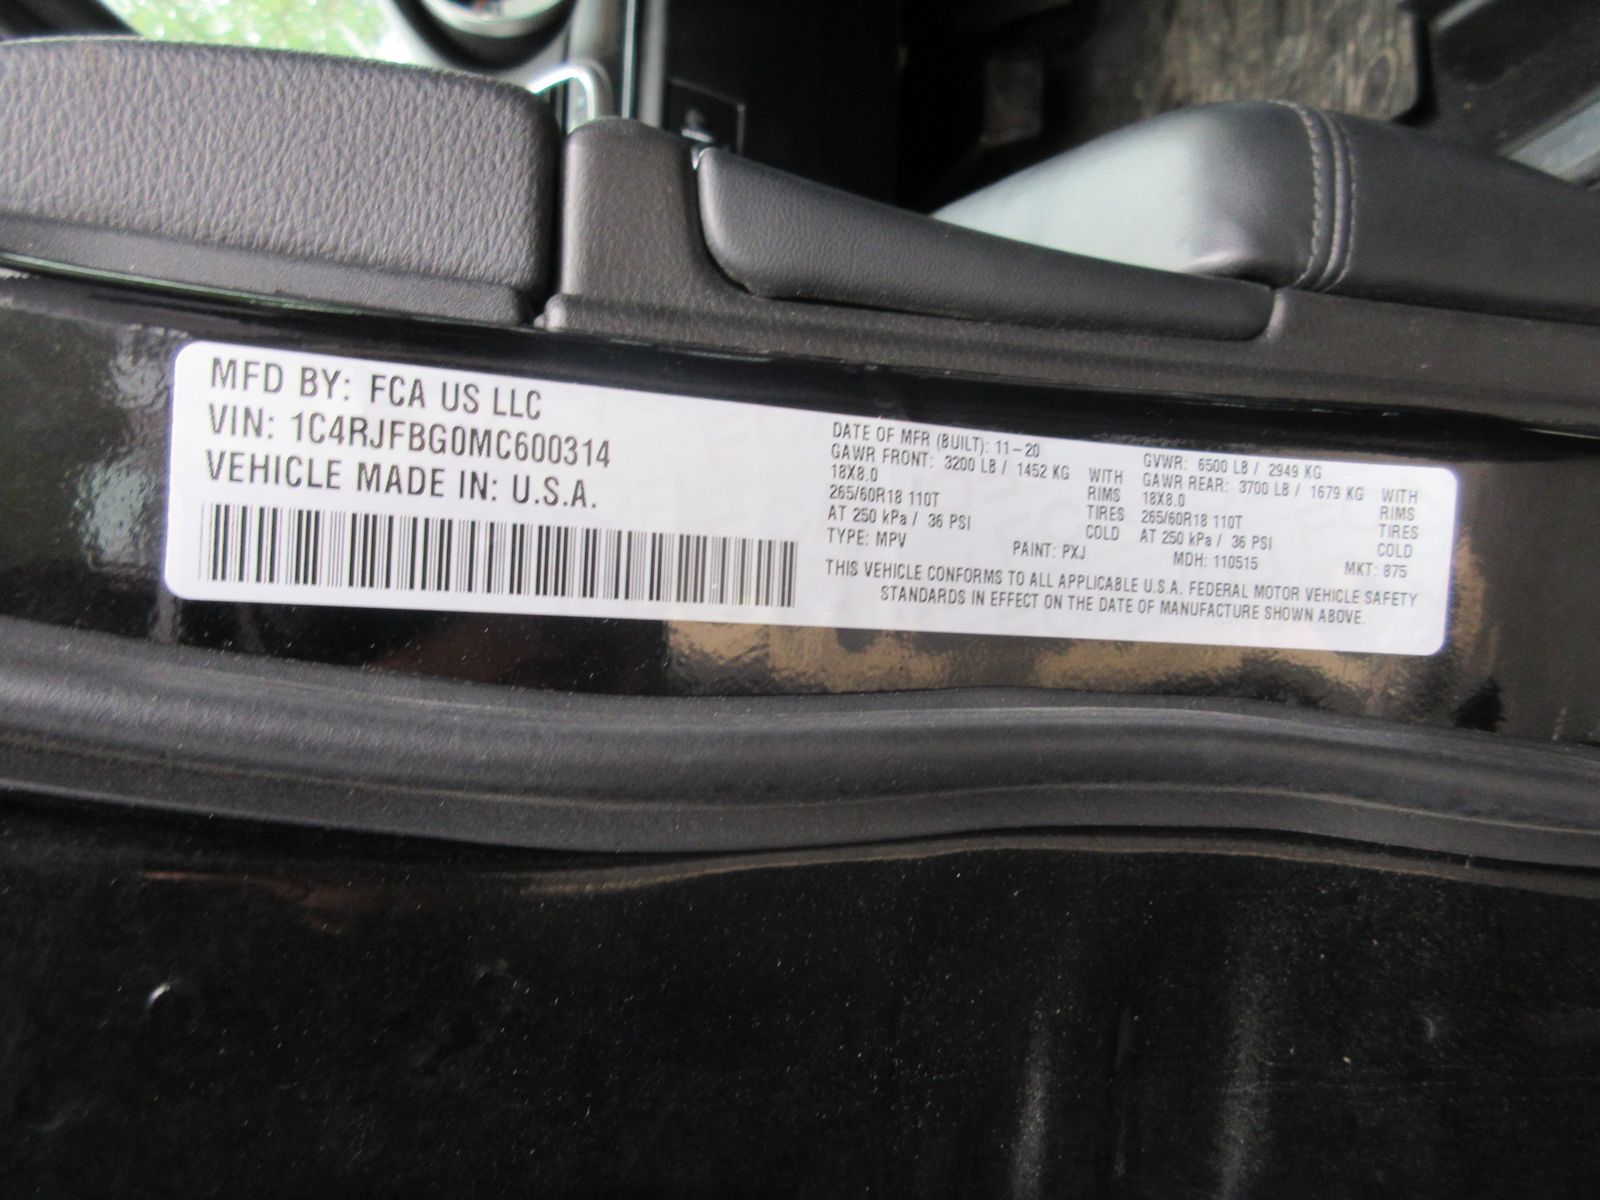 MFD BY: FCA US LLC
VIN: 1C4RJFBG0MC600314
VEHICLE MADE IN: U.S.A.
DATE OF MFR (BUILT): 11-20
GAWR FRONT: 3200 LB / 1452 KG WITH
18X8.0 RIMS
265/60R18 110T TIRES
AT 250 kPa / 36 PSI COLD
GVWR: 6500 LB / 2949 KG
GAWR REAR: 3700 LB / 1679 KG WITH
18X8.0 RIMS
265/60R18 110T TIRES
AT 250 kPa / 36 PSI COLD
TYPE: MPV PAINT: PXJ MDH: 110515 MKT: 875
THIS VEHICLE CONFORMS TO ALL APPLICABLE U.S.A. FEDERAL MOTOR VEHICLE SAFETY
STANDARDS IN EFFECT ON THE DATE OF MANUFACTURE SHOWN ABOVE.